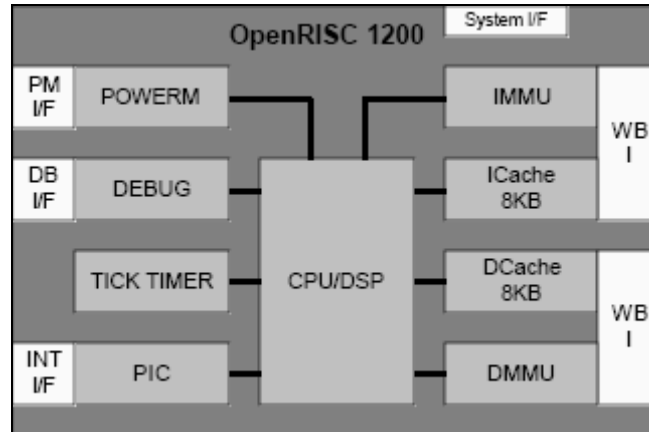 OpenRISC 1200
System I/F
PM
I/F
POWERM
IMMU
WB
I
DB
I/F
DEBUG
ICache
8KB
TICK TIMER
CPU/DSP
DCache
8KB
WB
I
INT
I/F
PIC
DMMU